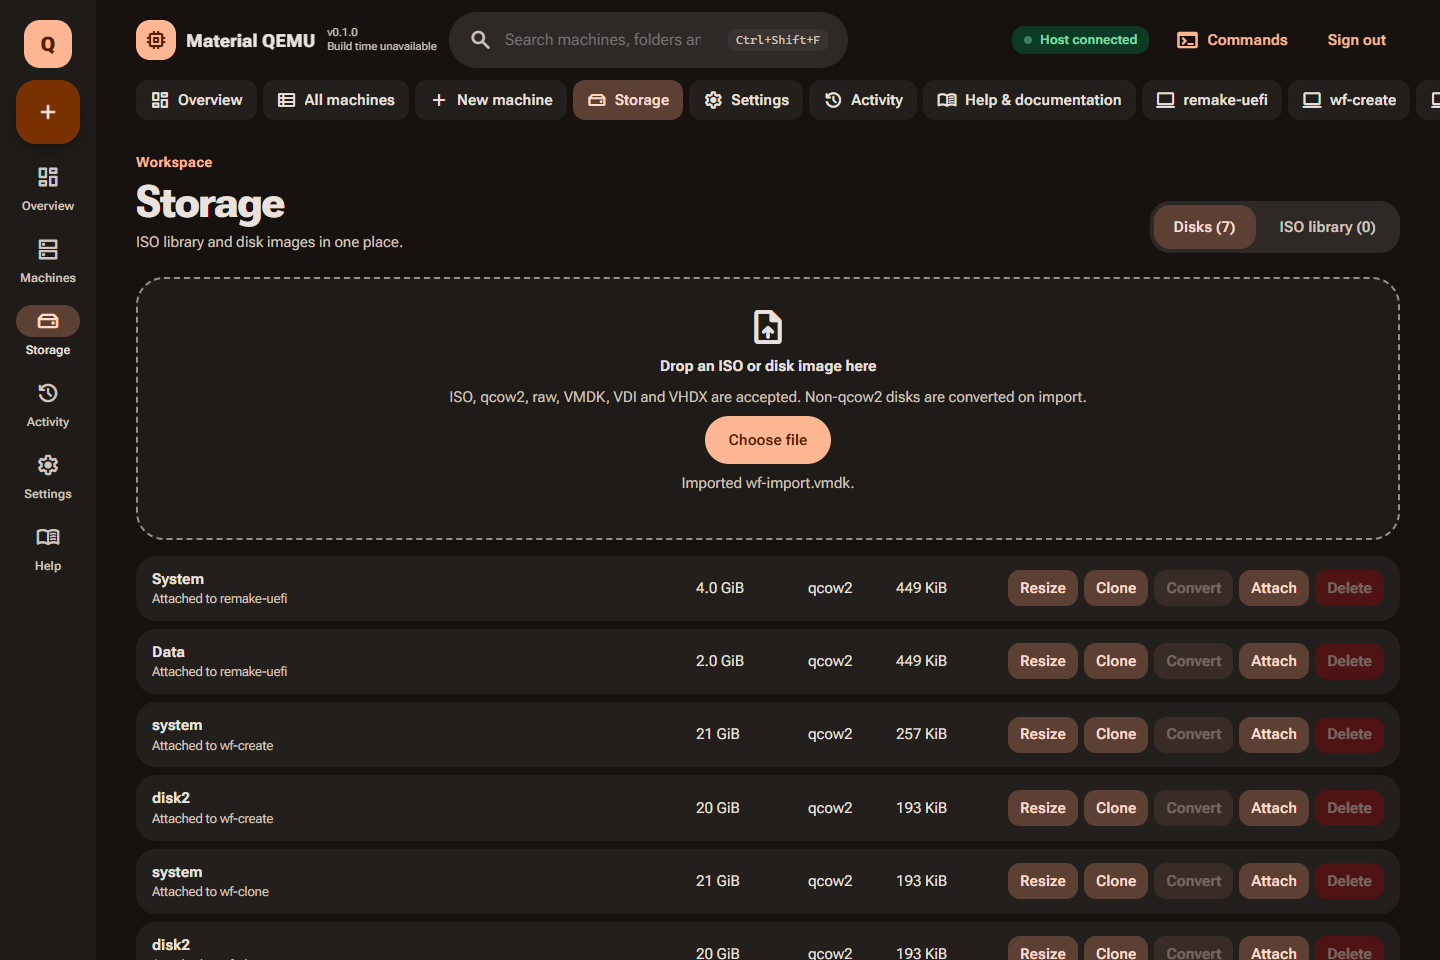 Q
Material QEMU
v0.1.0
Build time unavailable
Search machines, folders an
Ctrl+Shift+F
Host connected
Commands
Sign out
+
Overview
All machines
New machine
Storage
Settings
Activity
Help & documentation
remake-uefi
wf-create
Overview
Machines
Storage
Activity
Settings
Help
Workspace
Storage
ISO library and disk images in one place.
Disks (7)
ISO library (0)
Drop an ISO or disk image here
ISO, qcow2, raw, VMDK, VDI and VHDX are accepted. Non-qcow2 disks are converted on import.
Choose file
Imported wf-import.vmdk.
System
Attached to remake-uefi
4.0 GiB qcow2 449 KiB Resize Clone Convert Attach Delete
Data
Attached to remake-uefi
2.0 GiB qcow2 449 KiB Resize Clone Convert Attach Delete
system
Attached to wf-create
21 GiB qcow2 257 KiB Resize Clone Convert Attach Delete
disk2
Attached to wf-create
20 GiB qcow2 193 KiB Resize Clone Convert Attach Delete
system
Attached to wf-clone
21 GiB qcow2 193 KiB Resize Clone Convert Attach Delete
disk2
20 GiB qcow2 193 KiB Resize Clone Convert Attach Delete